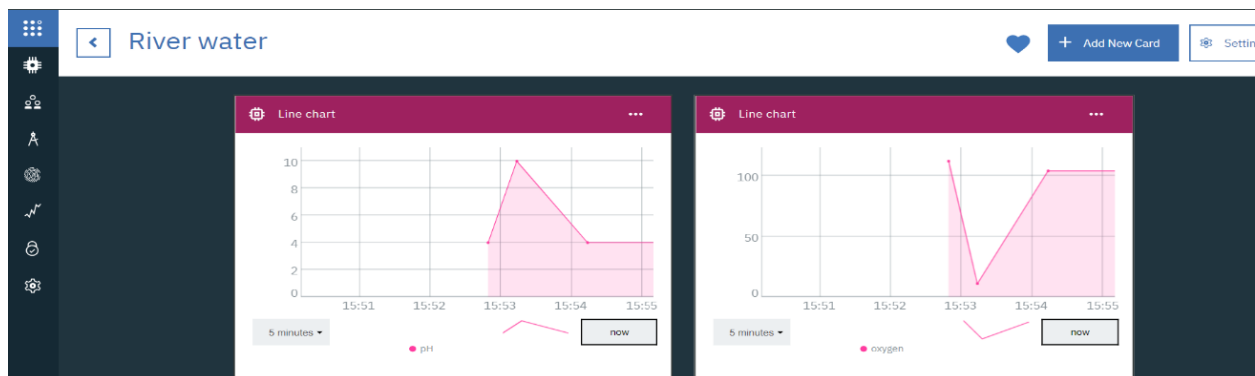 River water
+ Add New Card
Settin
Line chart
10
8
6
4
2
0
15:51 15:52 15:53 15:54 15:55
5 minutes
now
pH
Line chart
100
50
0
15:51 15:52 15:53 15:54 15:55
5 minutes
now
oxygen